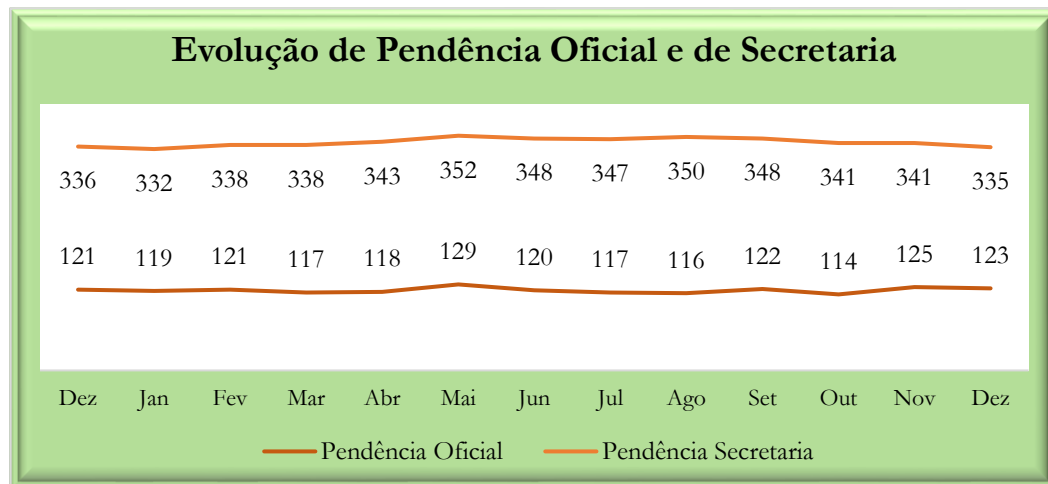 Evolução de Pendência Oficial e de Secretaria
336 332 338 338 343 352 348 347 350 348 341 341 335
121 119 121 117 118 129 120 117 116 122 114 125 123
Dez Jan Fev Mar Abr Mai Jun Jul Ago Set Out Nov Dez
Pendência Oficial Pendência Secretaria